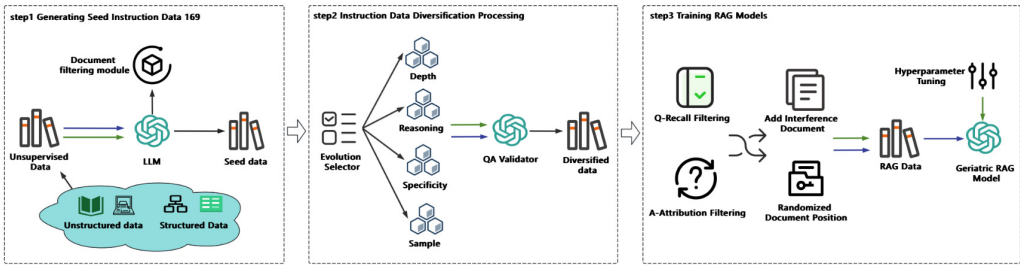 step1 Generating Seed Instruction Data 169
Document
filtering module
Unsupervised
Data
LLM
Seed data
Unstructured data
Structured Data
step2 Instruction Data Diversification Processing
Evolution
Selector
Depth
Reasoning
Specificity
Sample
QA Validator
Diversified
data
step3 Training RAG Models
Q-Recall Filtering
A-Attribution Filtering
Add Interference
Document
Randomized
Document Position
RAG Data
Hyperparameter
Tuning
Geriatric RAG
Model